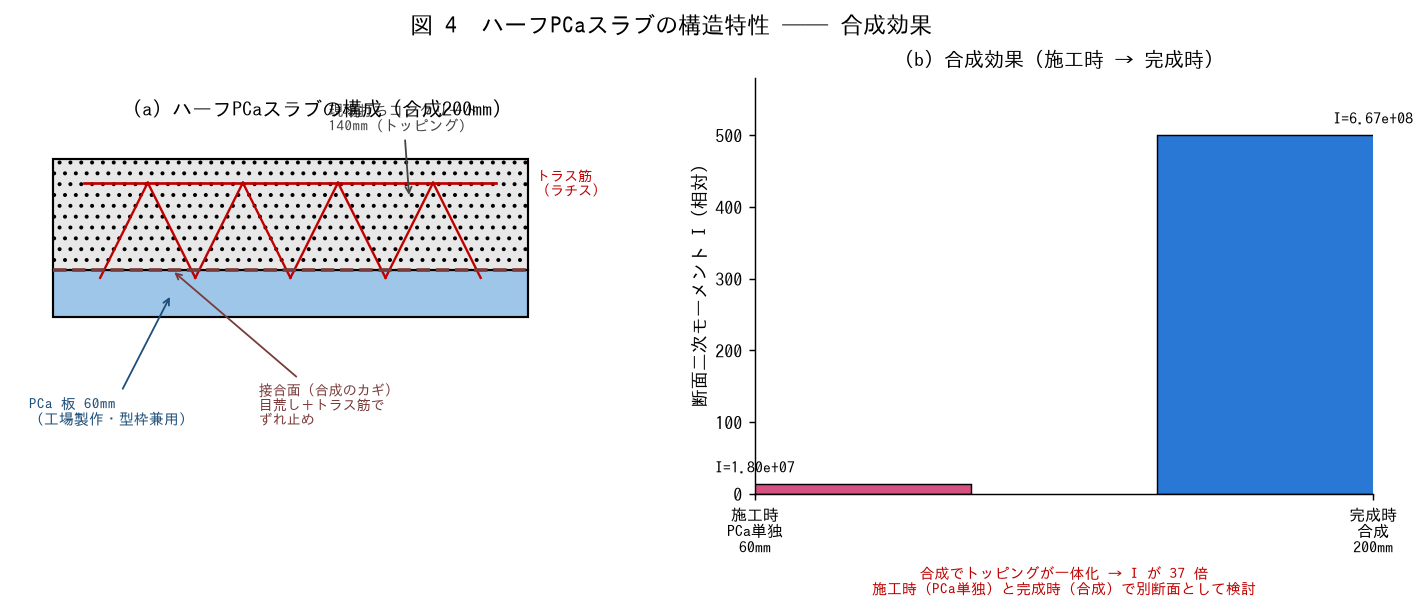 図 4　ハーフPCaスラブの構造特性 ―― 合成効果
(a) ハーフPCaスラブの構成（合成200mm）
140mm（トッピング）
トラス筋
（ラチス）
接合面（合成のカギ）
目荒し＋トラス筋で
ずれ止め
PCa 板 60mm
（工場製作・型枠兼用）
(b) 合成効果（施工時 → 完成時）
断面二次モーメント I（相対）
500
400
300
200
100
0
I=1.80e+07
I=6.67e+08
施工時
PCa単独
60mm
完成時
合成
200mm
合成でトッピングが一体化 → I が 37 倍
施工時（PCa単独）と完成時（合成）で別断面として検討